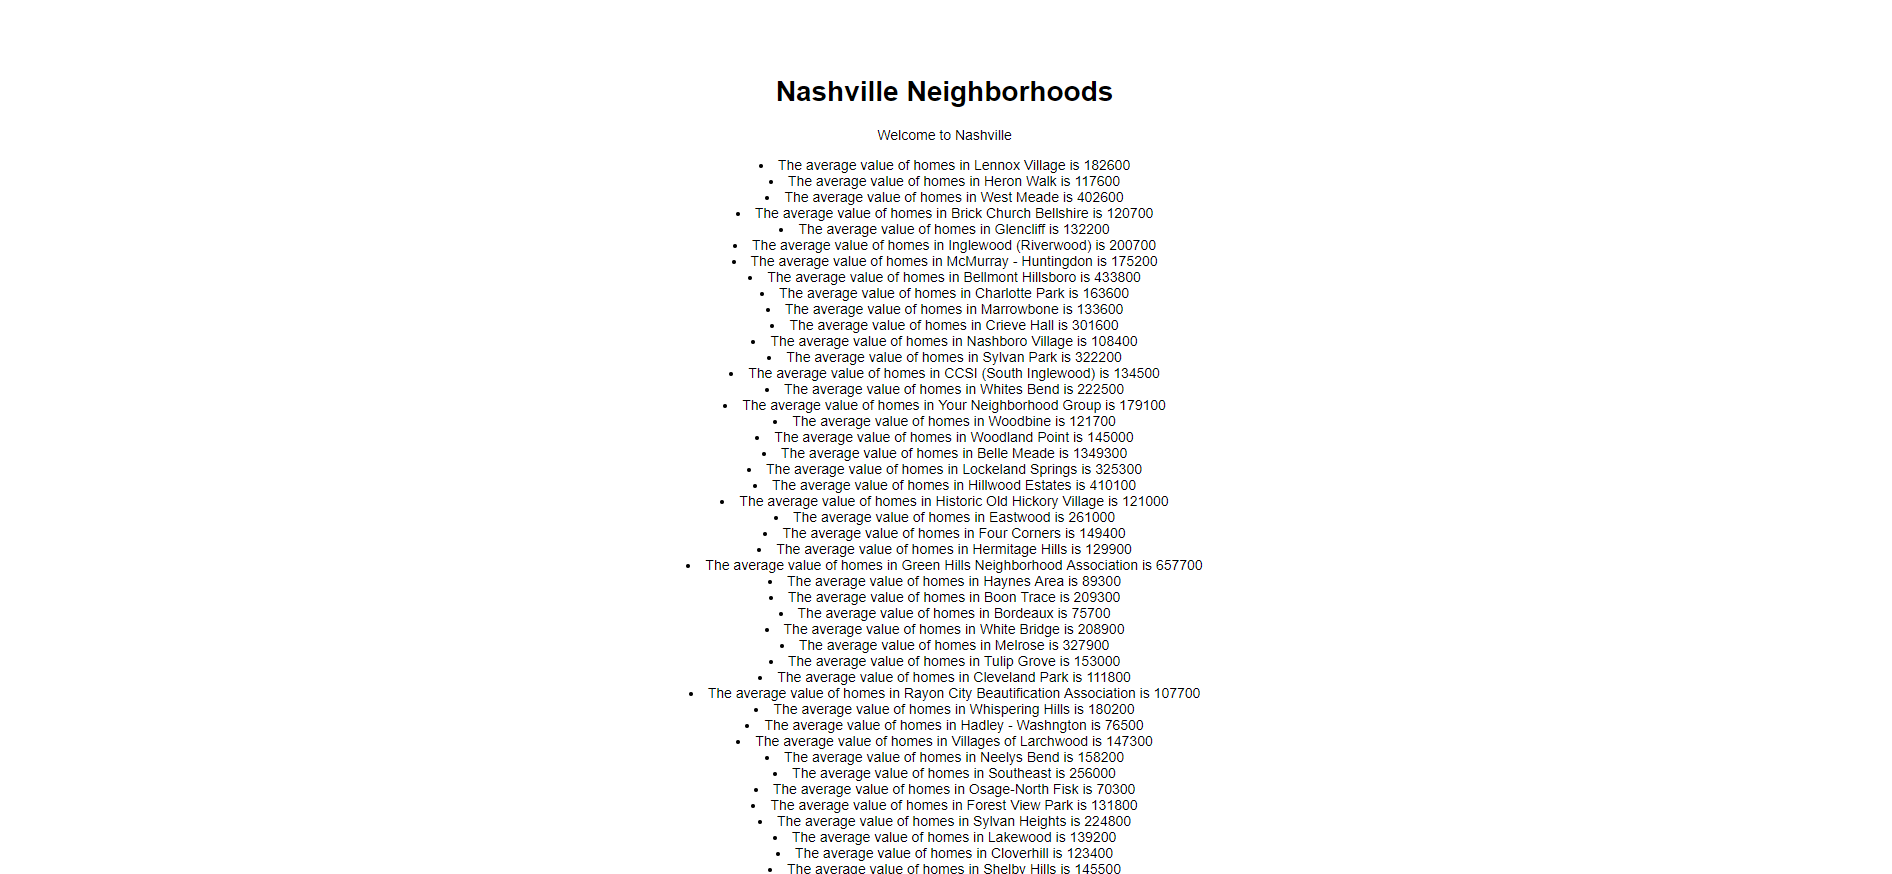 Nashville Neighborhoods
Welcome to Nashville
• The average value of homes in Lennox Village is 182600
• The average value of homes in Heron Walk is 117600
• The average value of homes in West Meade is 402600
• The average value of homes in Brick Church Bellshire is 120700
• The average value of homes in Glencliff is 132200
• The average value of homes in Inglewood (Riverwood) is 200700
• The average value of homes in McMurray - Huntingdon is 175200
• The average value of homes in Bellmont Hillsboro is 433800
• The average value of homes in Charlotte Park is 163600
• The average value of homes in Marrowbone is 133600
• The average value of homes in Crieve Hall is 301600
• The average value of homes in Nashboro Village is 108400
• The average value of homes in Sylvan Park is 322200
• The average value of homes in CCSI (South Inglewood) is 134500
• The average value of homes in Whites Bend is 222500
• The average value of homes in Your Neighborhood Group is 179100
• The average value of homes in Woodbine is 121700
• The average value of homes in Woodland Point is 145000
• The average value of homes in Belle Meade is 1349300
• The average value of homes in Lockeland Springs is 325300
• The average value of homes in Hillwood Estates is 410100
• The average value of homes in Historic Old Hickory Village is 121000
• The average value of homes in Eastwood is 261000
• The average value of homes in Four Corners is 149400
• The average value of homes in Hermitage Hills is 129900
• The average value of homes in Green Hills Neighborhood Association is 657700
• The average value of homes in Haynes Area is 89300
• The average value of homes in Boon Trace is 209300
• The average value of homes in Bordeaux is 75700
• The average value of homes in White Bridge is 208900
• The average value of homes in Melrose is 327900
• The average value of homes in Tulip Grove is 153000
• The average value of homes in Cleveland Park is 111800
• The average value of homes in Rayon City Beautification Association is 107700
• The average value of homes in Whispering Hills is 180200
• The average value of homes in Hadley - Washngton is 76500
• The average value of homes in Villages of Larchwood is 147300
• The average value of homes in Neelys Bend is 158200
• The average value of homes in Southeast is 256000
• The average value of homes in Osage-North Fisk is 70300
• The average value of homes in Forest View Park is 131800
• The average value of homes in Sylvan Heights is 224800
• The average value of homes in Lakewood is 139200
• The average value of homes in Cloverhill is 123400
• The average value of homes in Shelby Hills is 145500